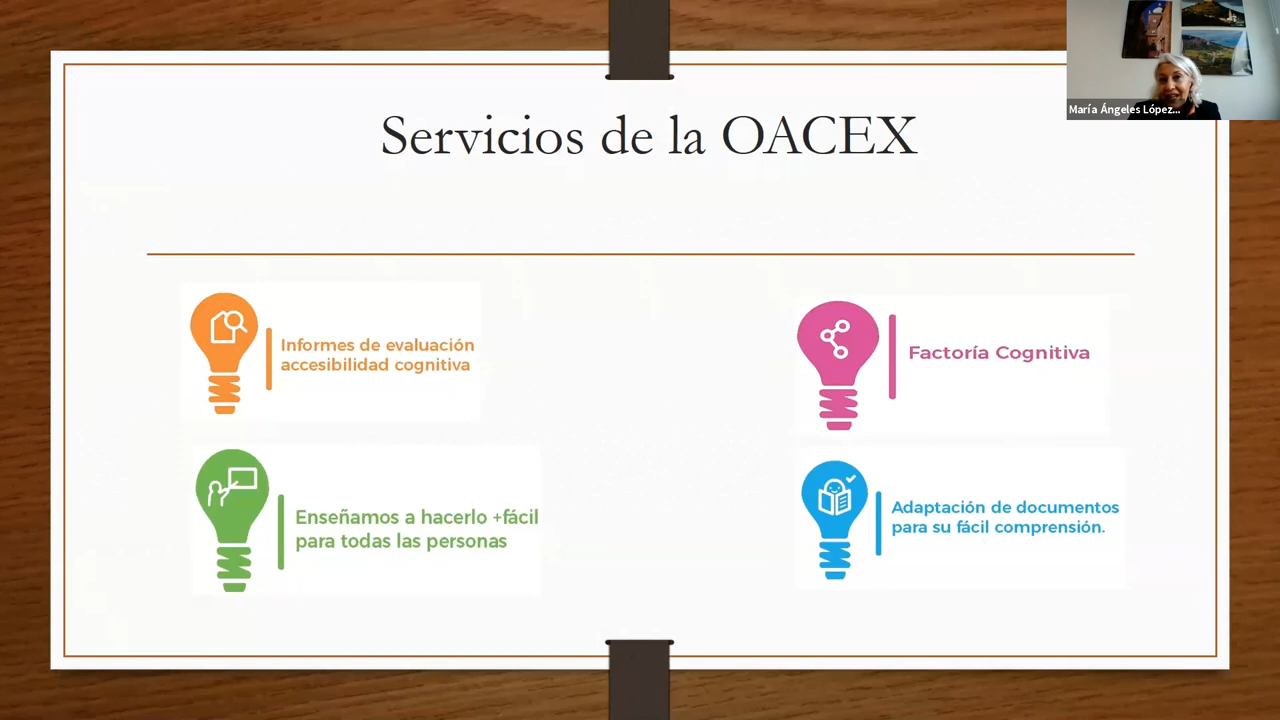 María Ángeles López...
Servicios de la OACEX
Informes de evaluación
accesibilidad cognitiva
Factoría Cognitiva
Enseñamos a hacerlo +fácil
para todas las personas
Adaptación de documentos
para su fácil comprensión.